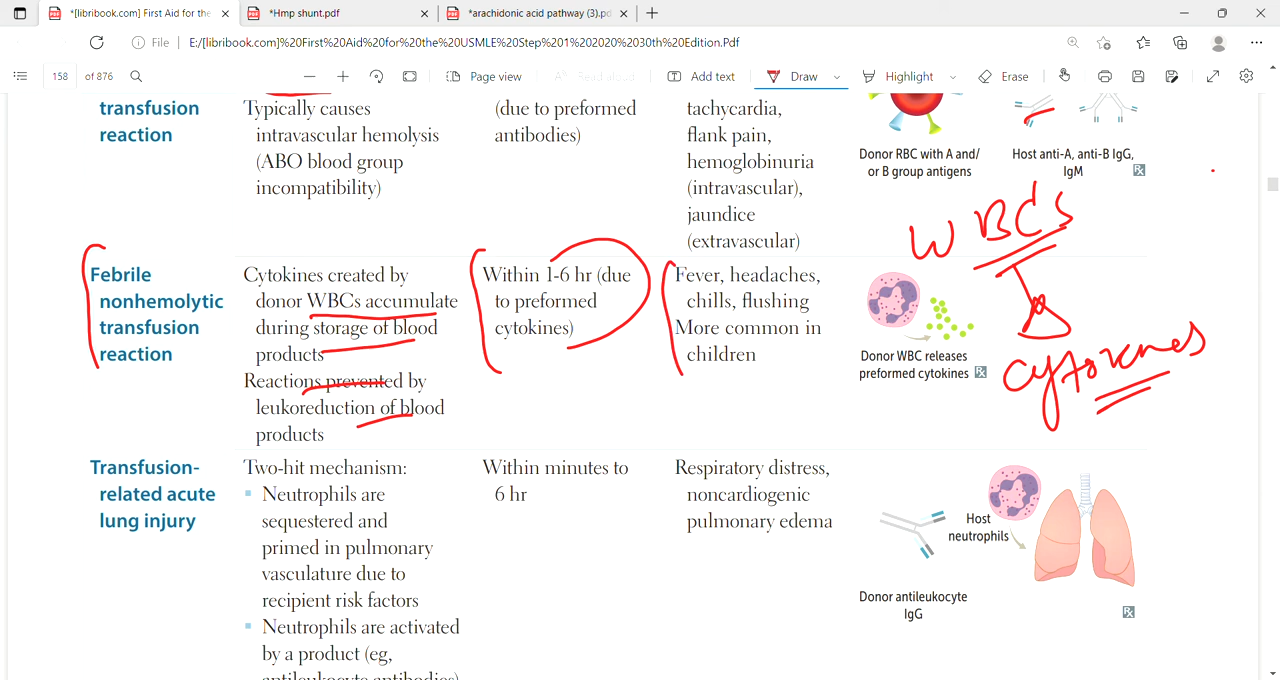 *[libribook.com] First Aid for the
*Hmp shunt.pdf
*arachidonic acid pathway (3).pd
File
E:/[libribook.com]%20First%20Aid%20for%20the%20USMLE%20Step%201%202020%2030th%20Edition.Pdf
158 of 876
Page view
Read aloud
Add text
Draw
Highlight
Erase
transfusion
reaction
Typically causes
intravascular hemolysis
(ABO blood group
incompatibility)
(due to preformed
antibodies)
tachycardia,
flank pain,
hemoglobinuria
(intravascular),
jaundice
(extravascular)
Donor RBC with A and/
or B group antigens
Host anti-A, anti-B IgG,
IgM
Rx
WBC's
Cytokines
Febrile
nonhemolytic
transfusion
reaction
Cytokines created by
donor WBCs accumulate
during storage of blood
products
Reactions prevented by
leukoreduction of blood
products
Within 1-6 hr (due
to preformed
cytokines)
Fever, headaches,
chills, flushing
More common in
children
Donor WBC releases
preformed cytokines Rx
Transfusion-
related acute
lung injury
Two-hit mechanism:
▪ Neutrophils are
sequestered and
primed in pulmonary
vasculature due to
recipient risk factors
▪ Neutrophils are activated
by a product (eg,
antileukocyte antibodies)
Within minutes to
6 hr
Respiratory distress,
noncardiogenic
pulmonary edema
Host
neutrophils
Donor antileukocyte
IgG
Rx